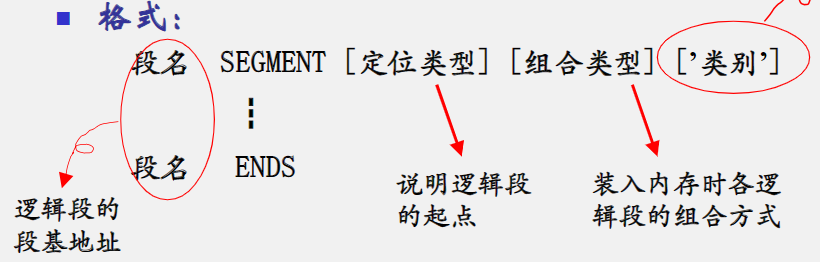 格式:
段名 SEGMENT [定位类型] [组合类型] [’类别’]
段名 ENDS
逻辑段的
段基地址
说明逻辑段
的起点
装入内存时各逻
辑段的组合方式